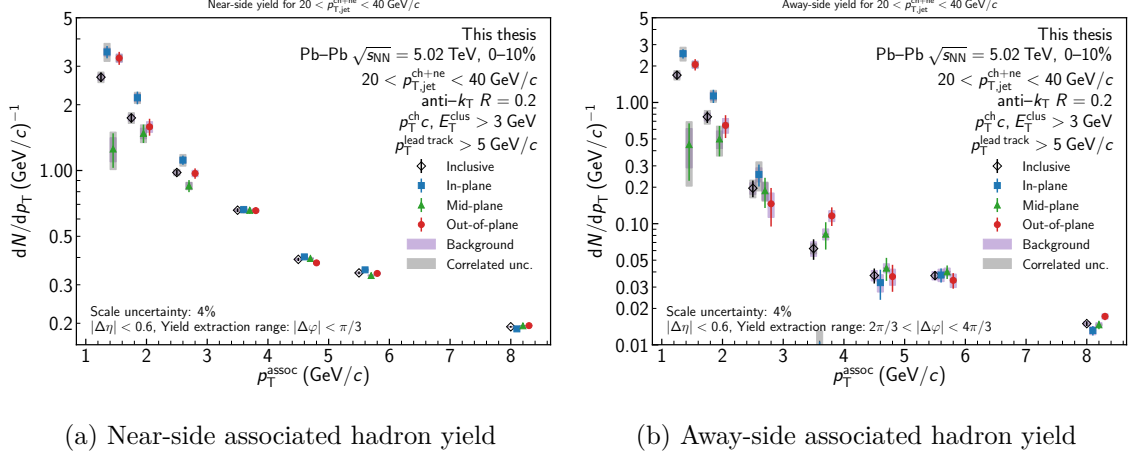 Near-side yield for 20 < p_T,jet^ch+ne < 40 GeV/c
5
3
2
1.00
0.5
0.4
0.3
0.2
1 2 3 4 5 6 7 8
dN/dp_T (GeV/c)^−1
p_T^assoc (GeV/c)
This thesis
Pb–Pb √s_NN = 5.02 TeV, 0–10%
20 < p_T,jet^ch+ne < 40 GeV/c
anti-k_T R = 0.2
p_T^ch c, E_T^clus > 3 GeV
p_T^lead track > 5 GeV/c
Inclusive
In-plane
Mid-plane
Out-of-plane
Background
Correlated unc.
Scale uncertainty: 4%
|Δη| < 0.6, Yield extraction range: |Δφ| < π/3
(a) Near-side associated hadron yield
Away-side yield for 20 < p_T,jet^ch+ne < 40 GeV/c
5
3
2
1.00
0.5
0.3
0.2
0.10
0.05
0.04
0.03
0.02
0.01
1 2 3 4 5 6 7 8
dN/dp_T (GeV/c)^−1
p_T^assoc (GeV/c)
This thesis
Pb–Pb √s_NN = 5.02 TeV, 0–10%
20 < p_T,jet^ch+ne < 40 GeV/c
anti-k_T R = 0.2
p_T^ch c, E_T^clus > 3 GeV
p_T^lead track > 5 GeV/c
Inclusive
In-plane
Mid-plane
Out-of-plane
Background
Correlated unc.
Scale uncertainty: 4%
|Δη| < 0.6, Yield extraction range: 2π/3 < |Δφ| < 4π/3
(b) Away-side associated hadron yield